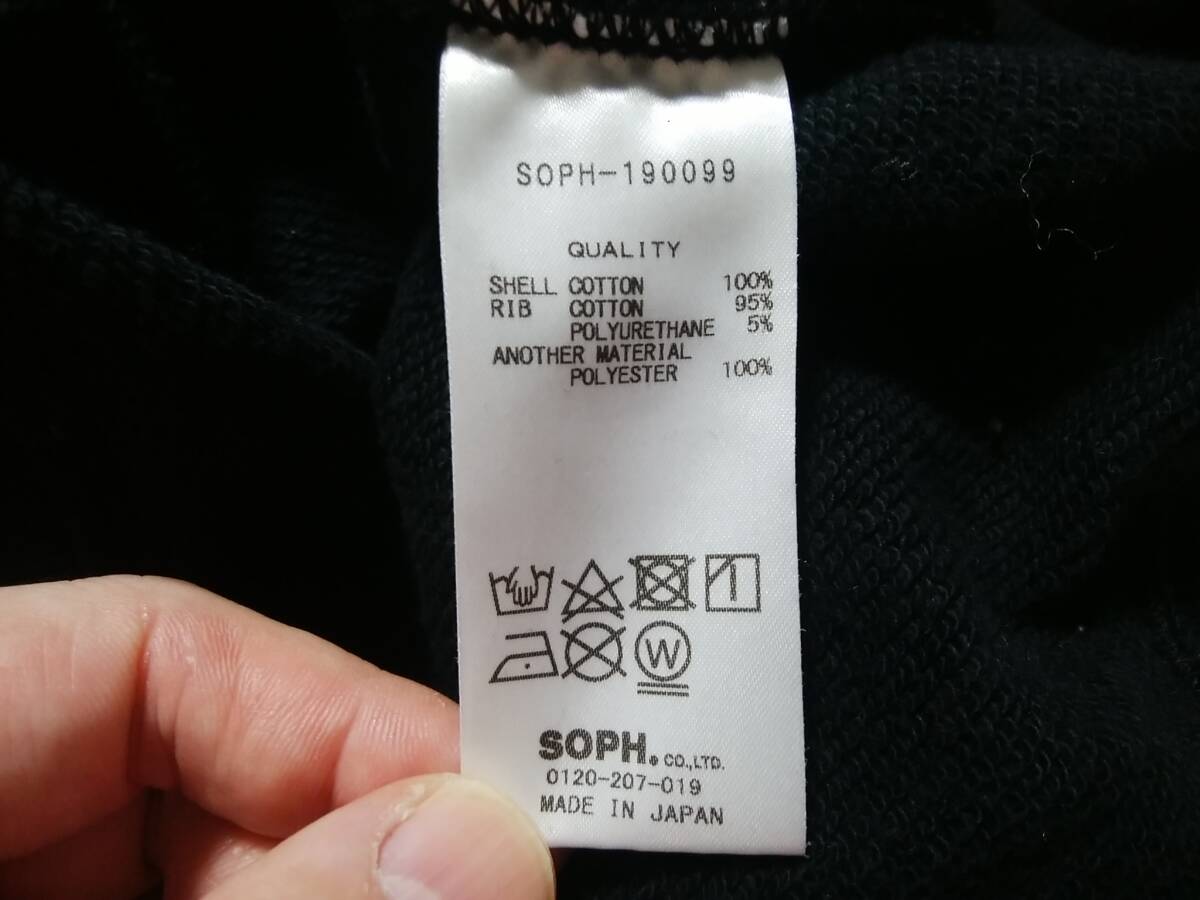 SOPH-190099
QUALITY
SHELL COTTON 100%
RIB COTTON 95%
POLYURETHANE 5%
ANOTHER MATERIAL
POLYESTER 100%
W
SOPH. CO.,LTD.
0120-207-019
MADE IN JAPAN